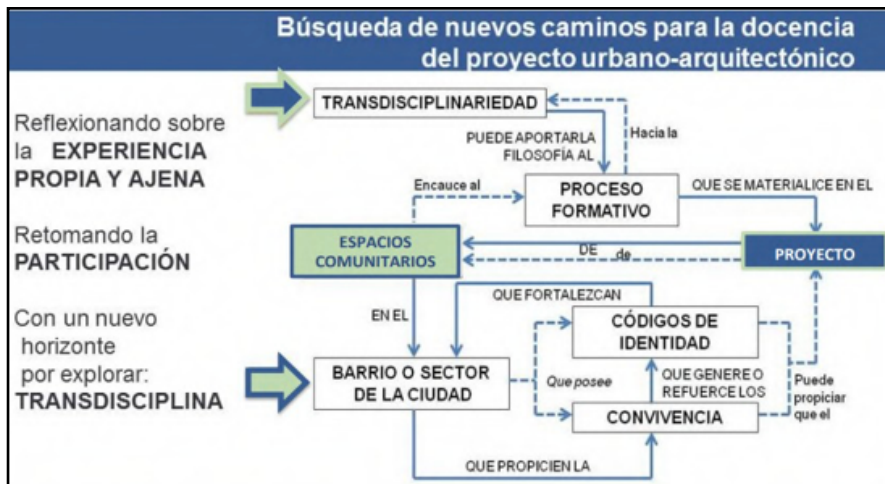 Búsqueda de nuevos caminos para la docencia
del proyecto urbano-arquitectónico
Reflexionando sobre
la EXPERIENCIA
PROPIA Y AJENA
Retomando la
PARTICIPACIÓN
Con un nuevo
horizonte
por explorar:
TRANSDISCIPLINA
TRANSDISCIPLINARIEDAD
PUEDE APORTARLA
FILOSOFÍA AL
Hacia la
Encauce al
PROCESO
FORMATIVO
QUE SE MATERIALICE EN EL
ESPACIOS
COMUNITARIOS
DE de
PROYECTO
EN EL
QUE FORTALEZCAN
CÓDIGOS DE
IDENTIDAD
BARRIO O SECTOR
DE LA CIUDAD
Que posee
QUE GENERE O
REFUERCE LOS
Puede
propiciar
que el
CONVIVENCIA
QUE PROPICIEN LA